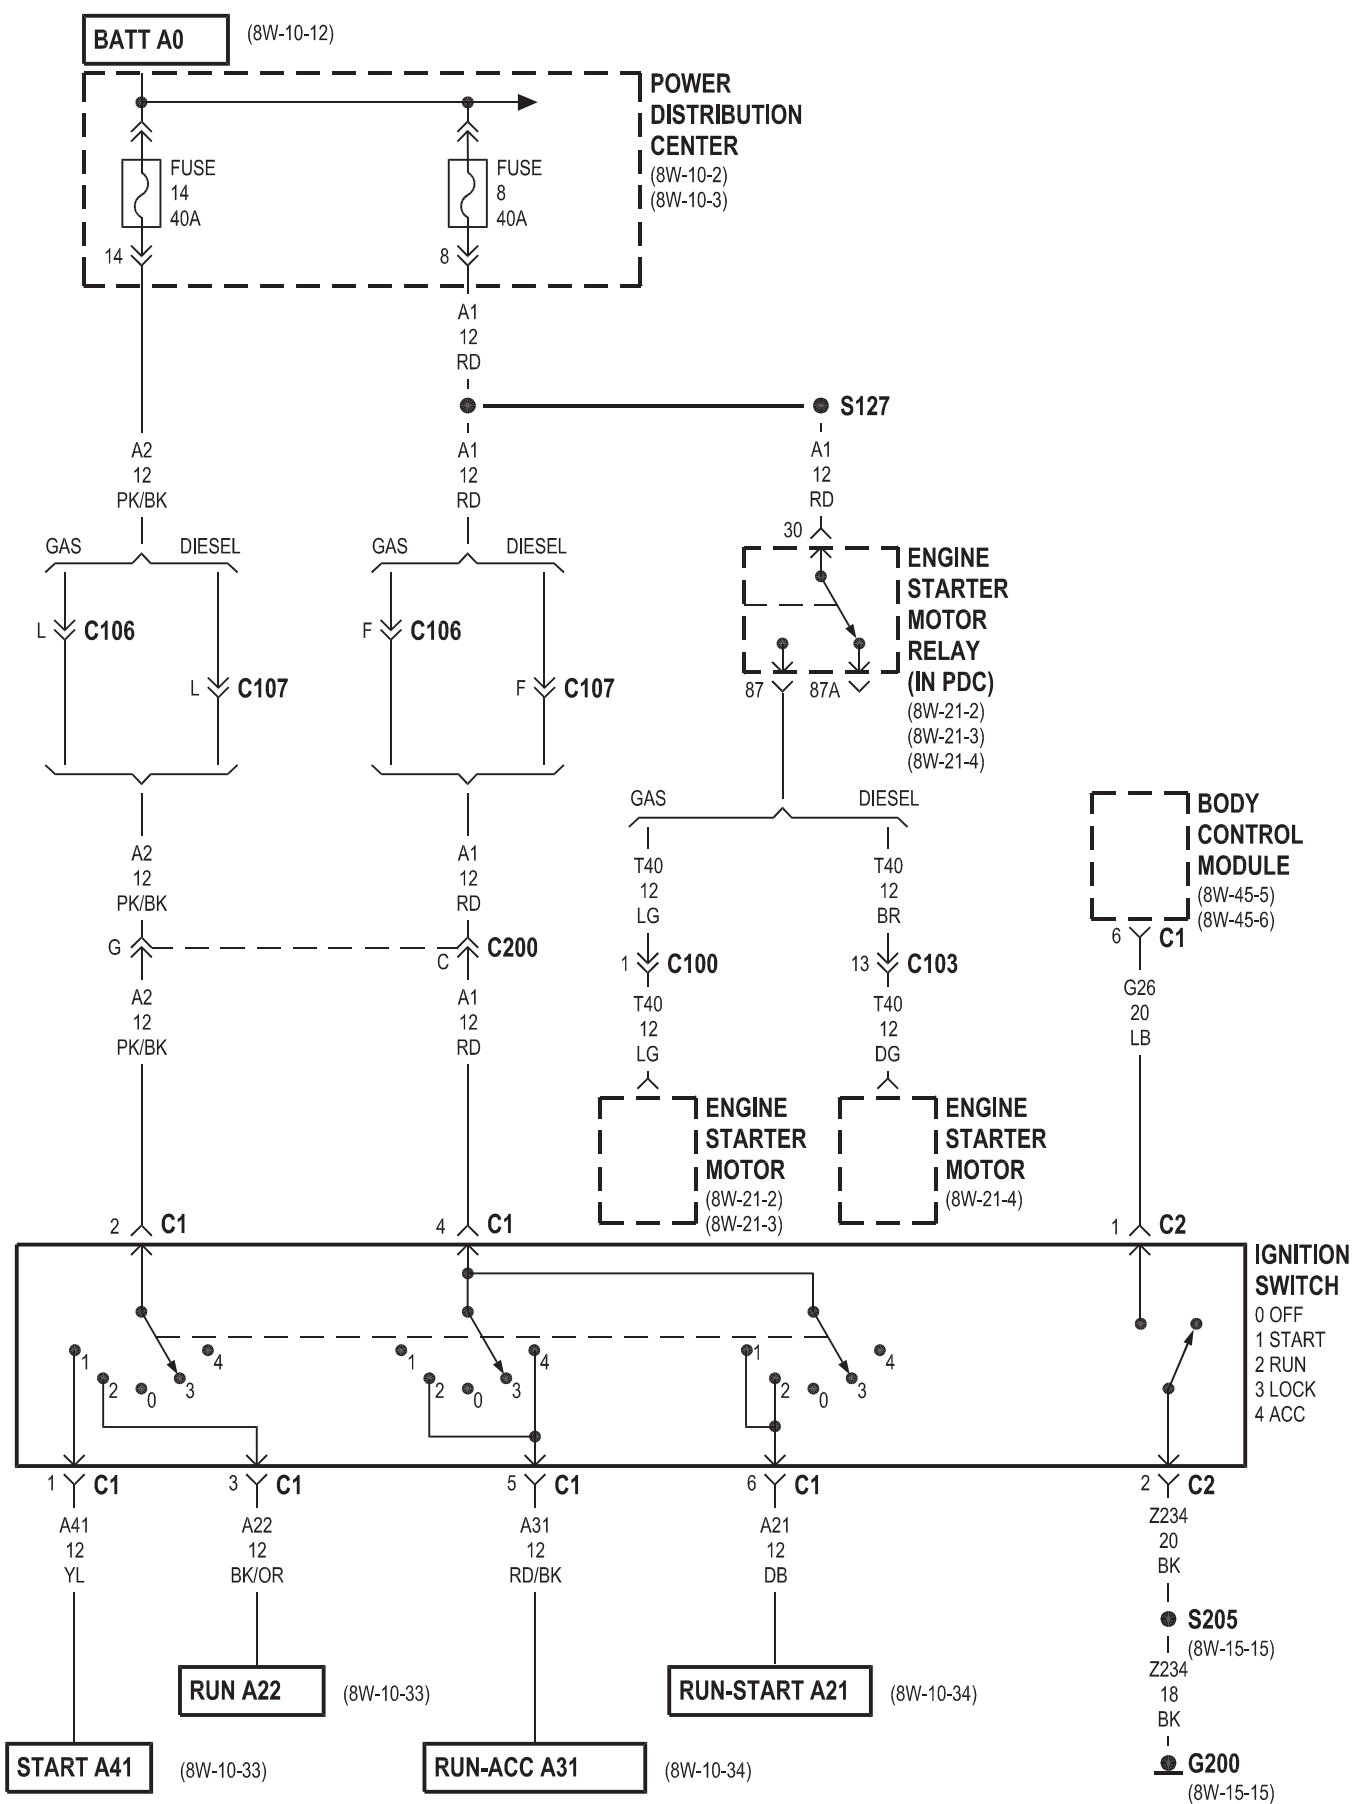 BATT A0
(8W-10-12)
POWER
DISTRIBUTION
CENTER
(8W-10-2)
(8W-10-3)
FUSE
14
40A
FUSE
8
40A
14
8
A1
12
RD
S127
A2
12
PK/BK
A1
12
RD
A1
12
RD
30
GAS
DIESEL
GAS
DIESEL
ENGINE
STARTER
MOTOR
RELAY
(IN PDC)
(8W-21-2)
(8W-21-3)
(8W-21-4)
L
C106
F
C106
L
C107
F
C107
87
87A
GAS
DIESEL
BODY
CONTROL
MODULE
(8W-45-5)
(8W-45-6)
A2
12
PK/BK
A1
12
RD
T40
12
LG
T40
12
BR
6
C1
G
C
C200
1
C100
13
C103
A2
12
PK/BK
A1
12
RD
T40
12
LG
T40
12
DG
G26
20
LB
ENGINE
STARTER
MOTOR
(8W-21-2)
(8W-21-3)
ENGINE
STARTER
MOTOR
(8W-21-4)
2
C1
4
C1
1
C2
IGNITION
SWITCH
0 OFF
1 START
2 RUN
3 LOCK
4 ACC
1
2
0
3
4
1
2
0
3
4
1
2
0
3
4
1
C1
3
C1
5
C1
6
C1
2
C2
A41
12
YL
A22
12
BK/OR
A31
12
RD/BK
A21
12
DB
Z234
20
BK
S205
(8W-15-15)
Z234
18
BK
RUN A22
(8W-10-33)
RUN-START A21
(8W-10-34)
START A41
(8W-10-33)
RUN-ACC A31
(8W-10-34)
G200
(8W-15-15)